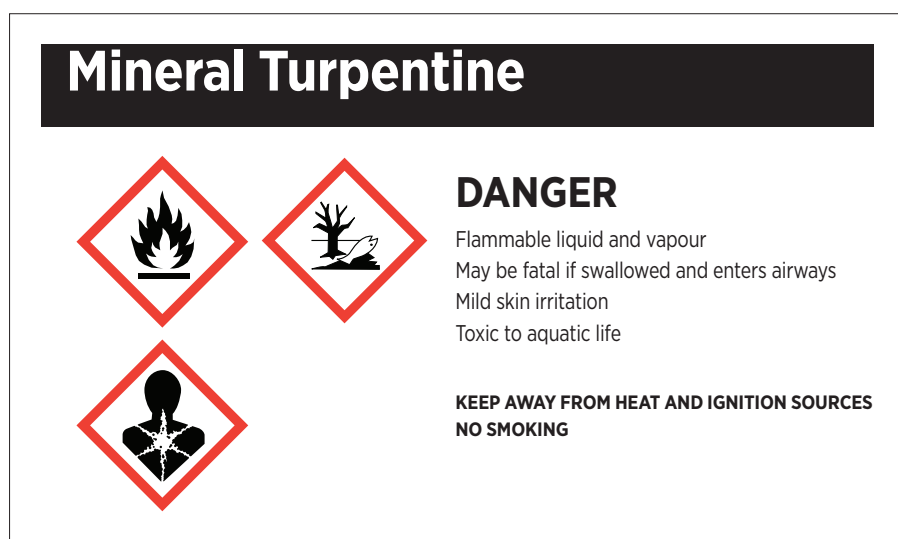 Mineral Turpentine
DANGER
Flammable liquid and vapour
May be fatal if swallowed and enters airways
Mild skin irritation
Toxic to aquatic life
KEEP AWAY FROM HEAT AND IGNITION SOURCES
NO SMOKING